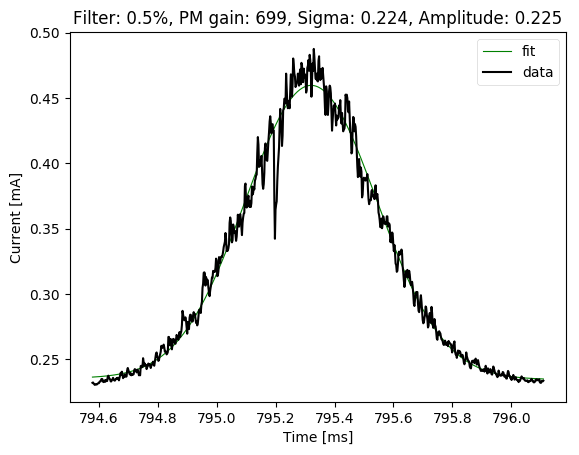 Filter: 0.5%, PM gain: 699, Sigma: 0.224, Amplitude: 0.225
fit
data
Current [mA]
0.50
0.45
0.40
0.35
0.30
0.25
794.6 794.8 795.0 795.2 795.4 795.6 795.8 796.0
Time [ms]